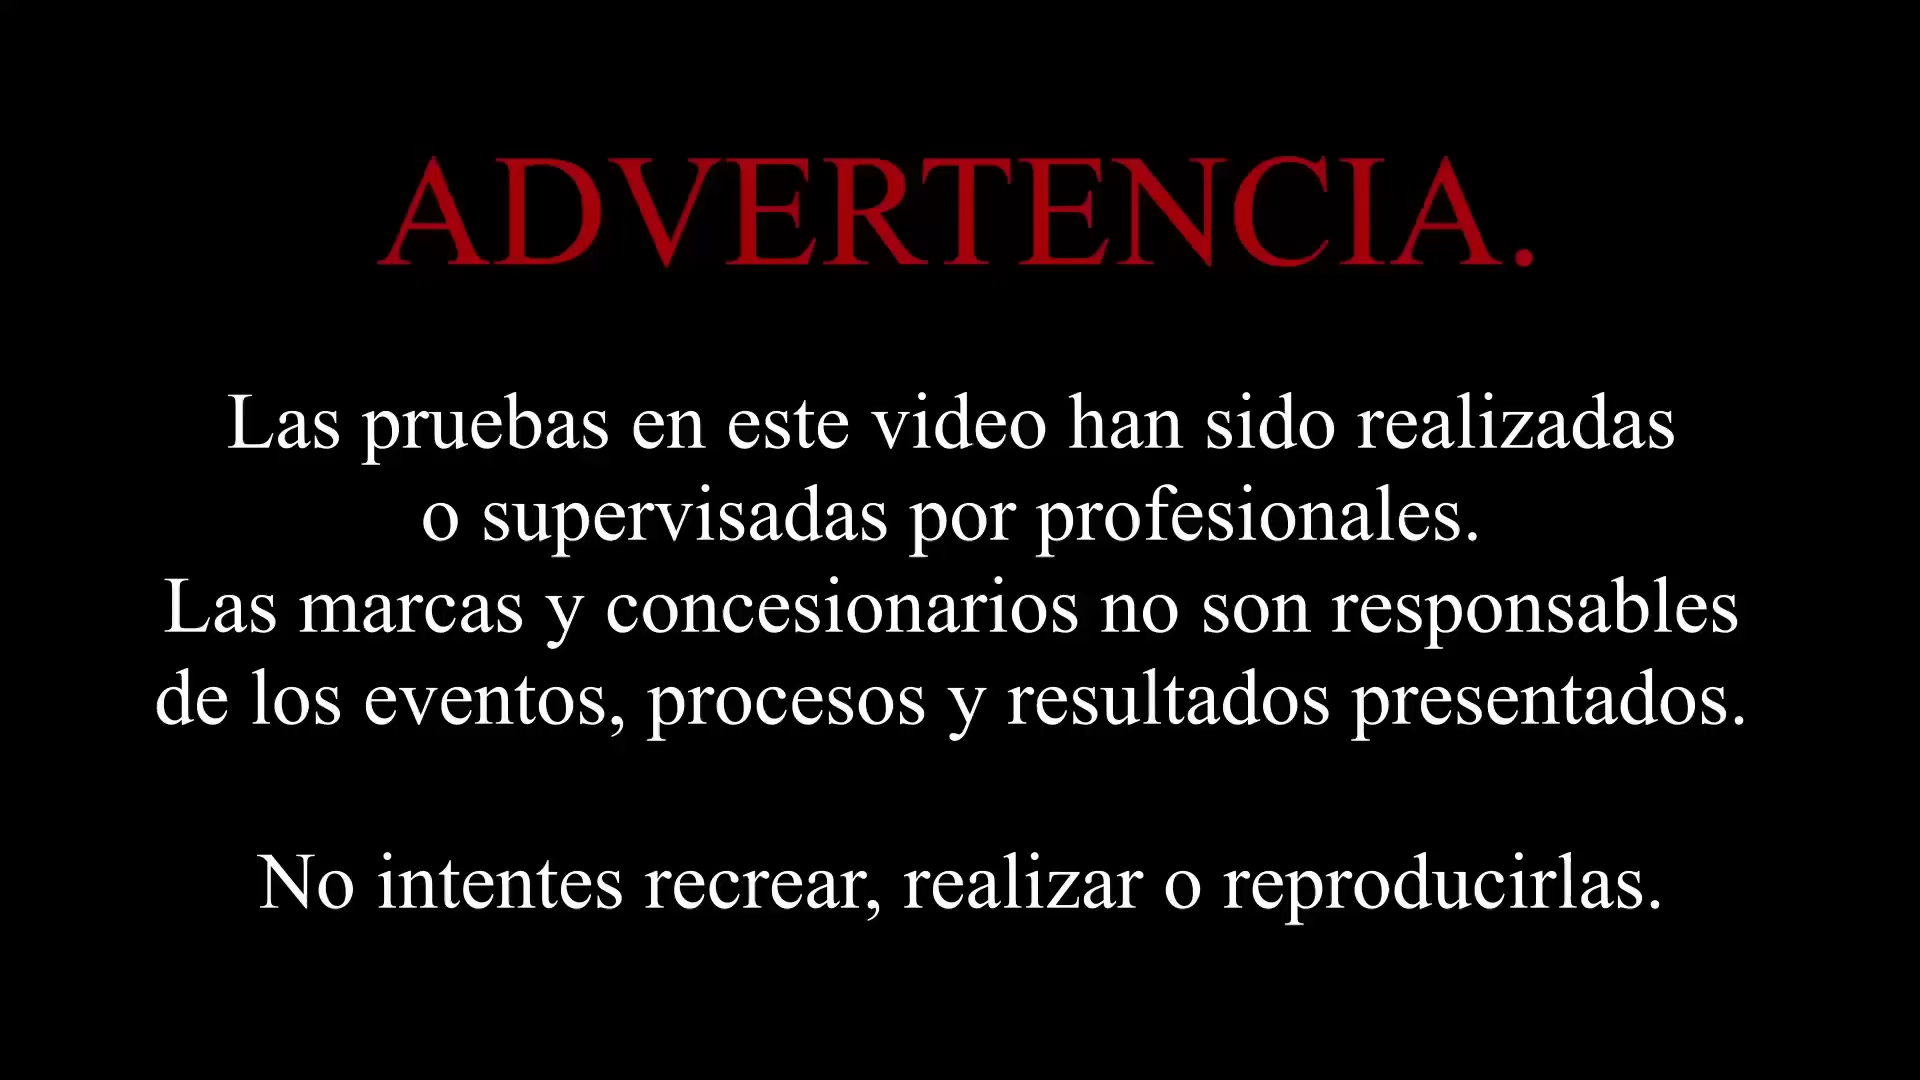 ADVERTENCIA.
Las pruebas en este video han sido realizadas
o supervisadas por profesionales.
Las marcas y concesionarios no son responsables
de los eventos, procesos y resultados presentados.
No intentes recrear, realizar o reproducirlas.